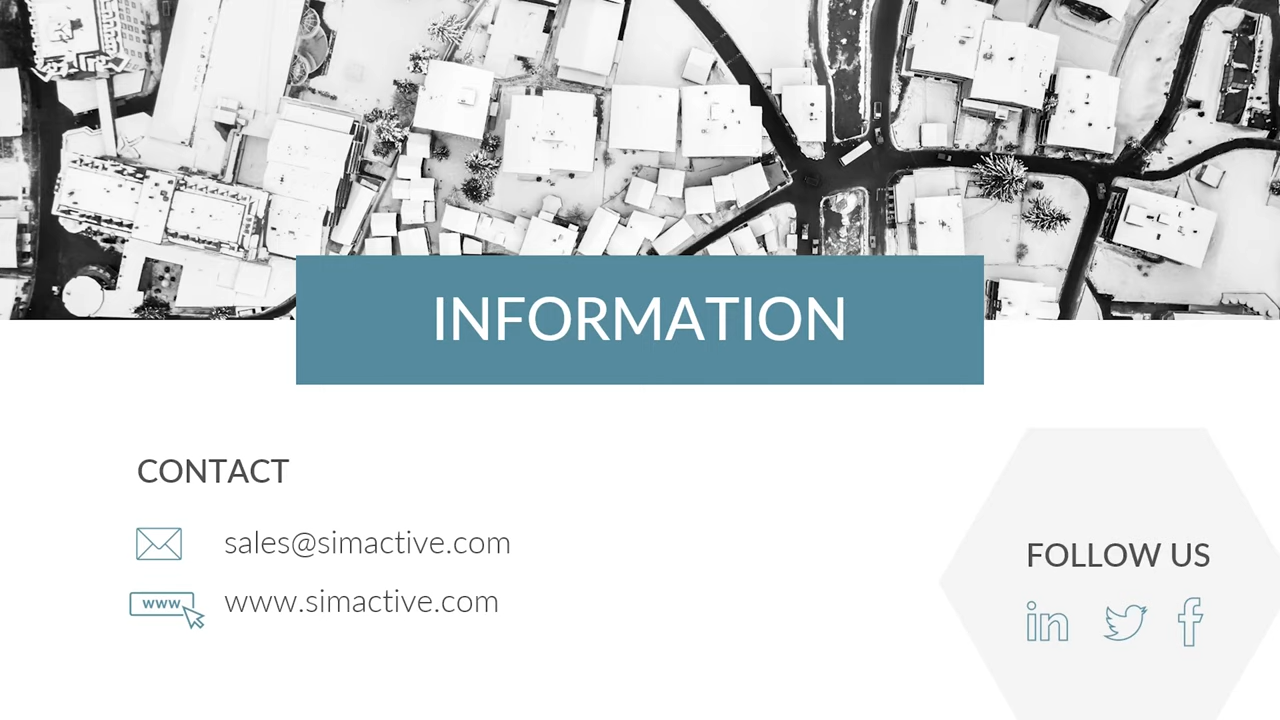 INFORMATION
CONTACT
sales@simactive.com
www
www.simactive.com
FOLLOW US
in
f